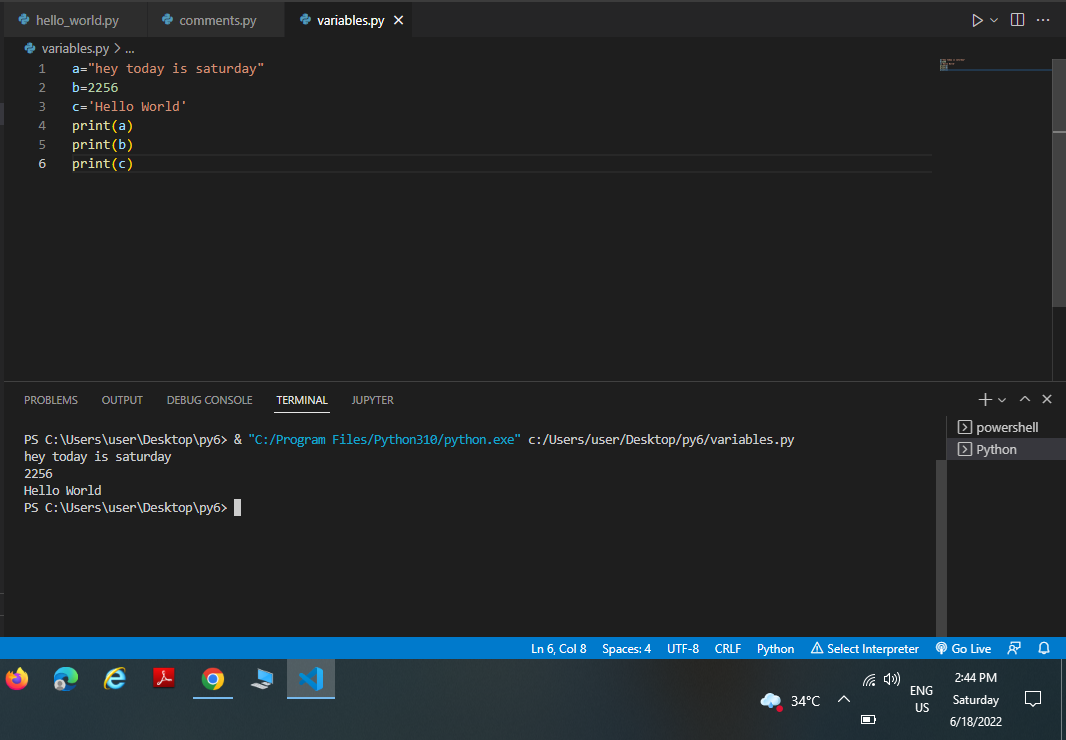 hello_world.py comments.py variables.py
variables.py > ...
1 a="hey today is saturday"
2 b=2256
3 c='Hello World'
4 print(a)
5 print(b)
6 print(c)
PROBLEMS OUTPUT DEBUG CONSOLE TERMINAL JUPYTER
powershell
Python
PS C:\Users\user\Desktop\py6> & "C:/Program Files/Python310/python.exe" c:/Users/user/Desktop/py6/variables.py
hey today is saturday
2256
Hello World
PS C:\Users\user\Desktop\py6>
Ln 6, Col 8 Spaces: 4 UTF-8 CRLF Python Select Interpreter Go Live
34°C
ENG
US
2:44 PM
Saturday
6/18/2022